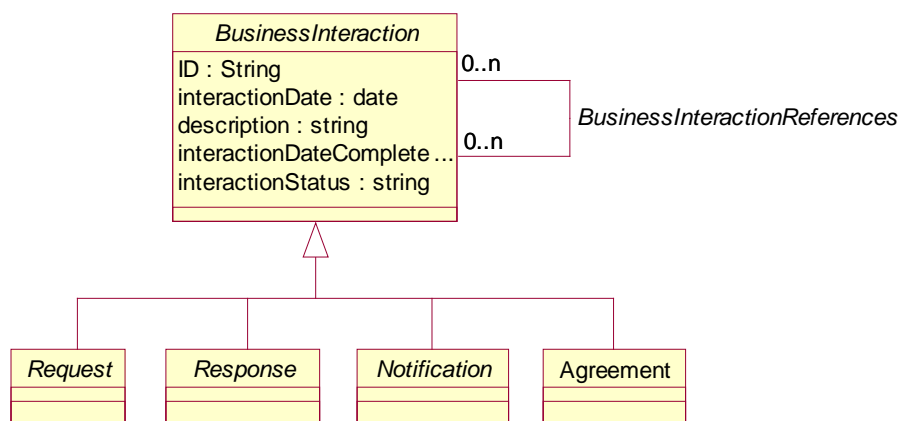 BusinessInteraction
ID : String
interactionDate : date
description : string
interactionDateComplete ...
interactionStatus : string
0..n
BusinessInteractionReferences
0..n
Request
Response
Notification
Agreement